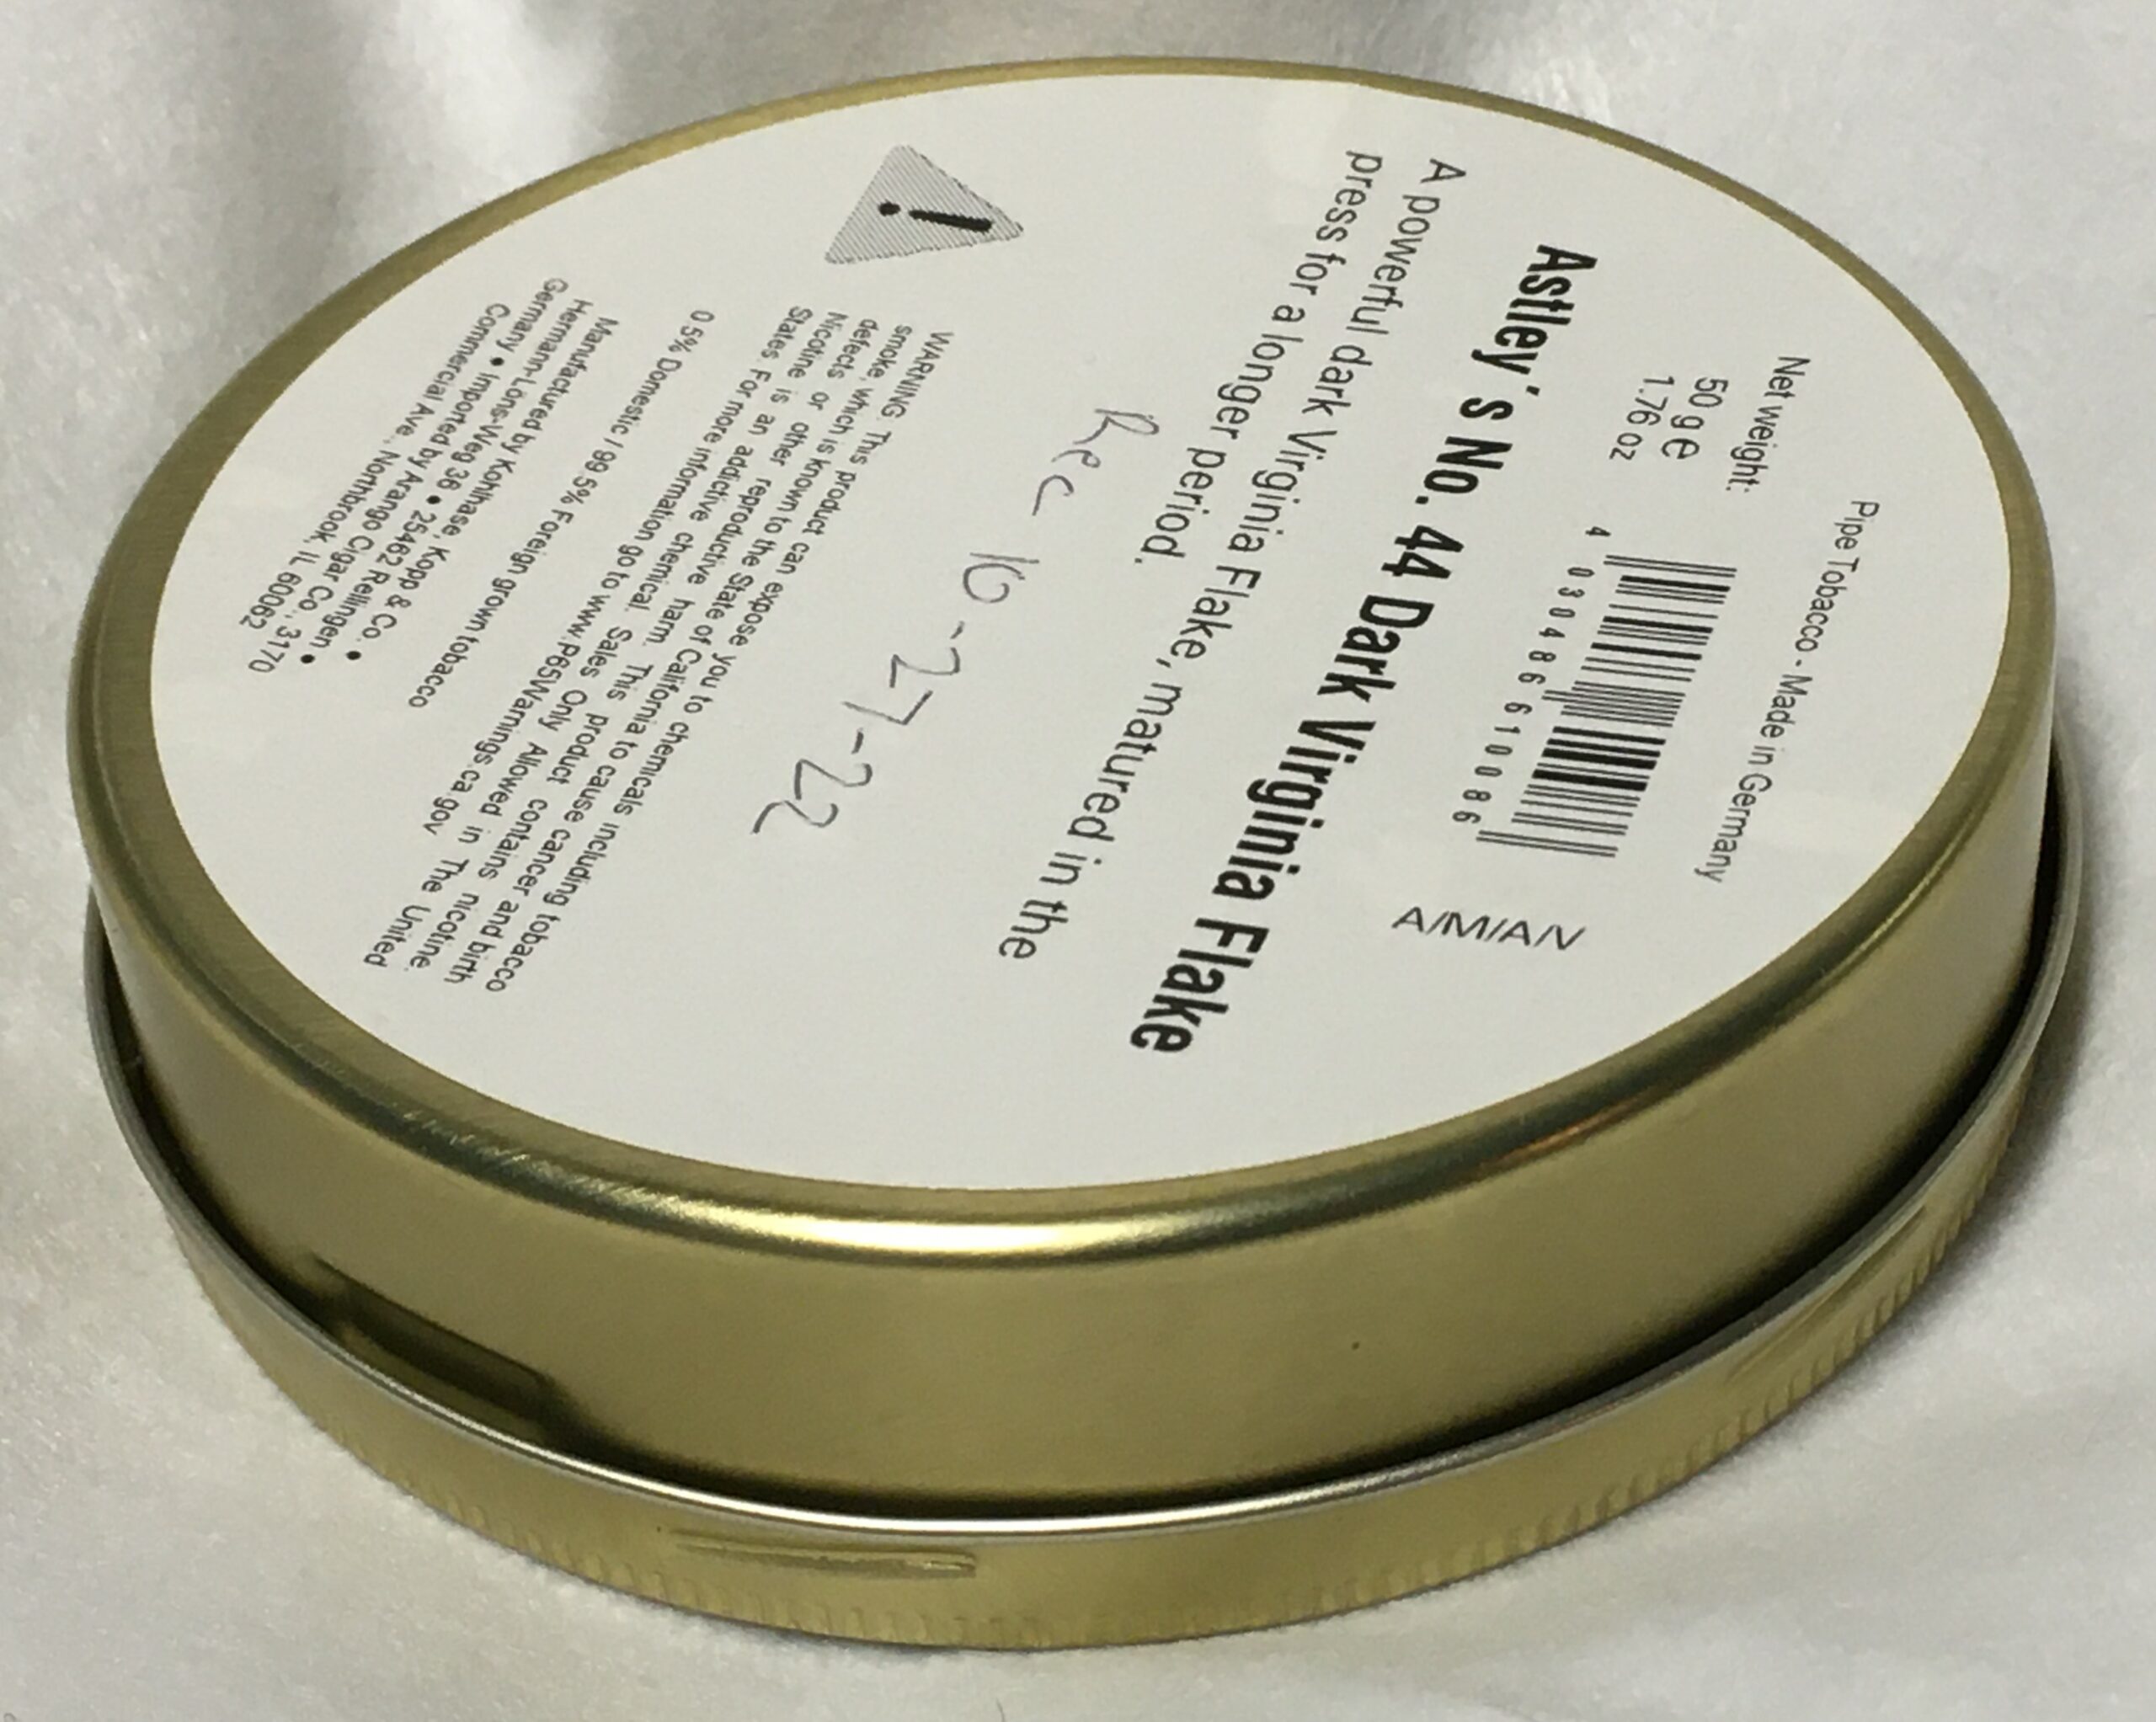 Pipe Tobacco - Made in Germany
Net weight:
50 g e
1.76 oz
4 030486 610086
A/M/A/V
Astley´s No. 44 Dark Virginia Flake
A powerful dark Virginia Flake, matured in the
press for a longer period.
Rec 10-27-22
!
WARNING: This product can expose you to chemicals including tobacco
smoke, which is known to the State of California to cause cancer and birth
defects or other reproductive harm. This product contains nicotine.
Nicotine is an addictive chemical. Sales Only Allowed in The United
States. For more information go to www.P65Warnings.ca.gov
0.5% Domestic / 99.5% Foreign grown tobacco
Manufactured by Kohlhase, Kopp & Co. •
Hermann-Löns-Weg 36 • 25462 Rellingen •
Germany • Imported by Arango Cigar Co, 3170
Commercial Ave., Northbrook, IL 60062